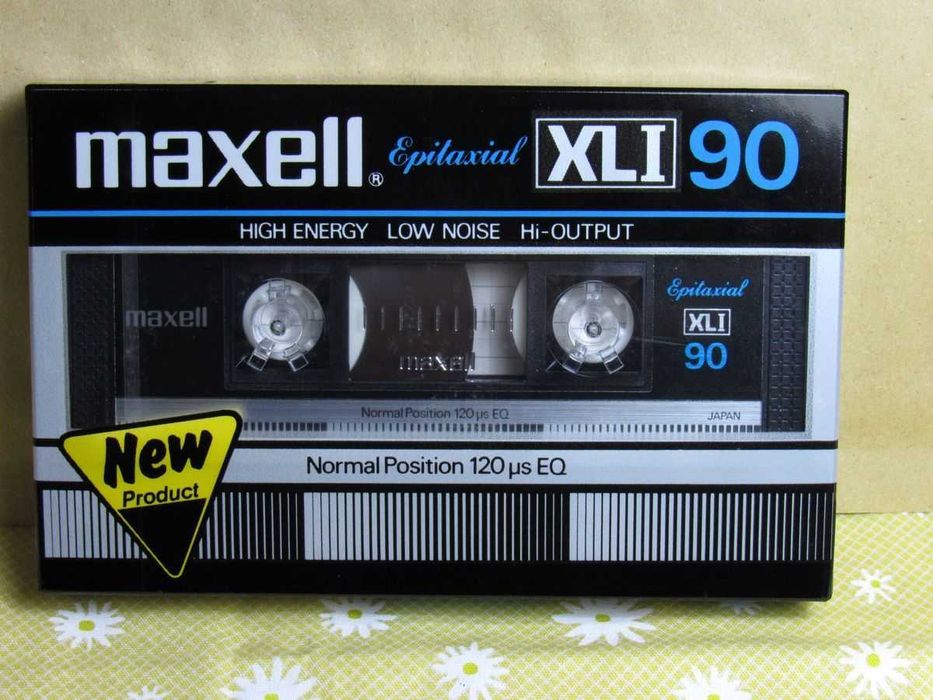 maxell® Epitaxial XLI 90
HIGH ENERGY LOW NOISE Hi-OUTPUT
maxell
maxell
Epitaxial
XLI
90
Normal Position 120 µs EQ JAPAN
New
Product
Normal Position 120 µs EQ